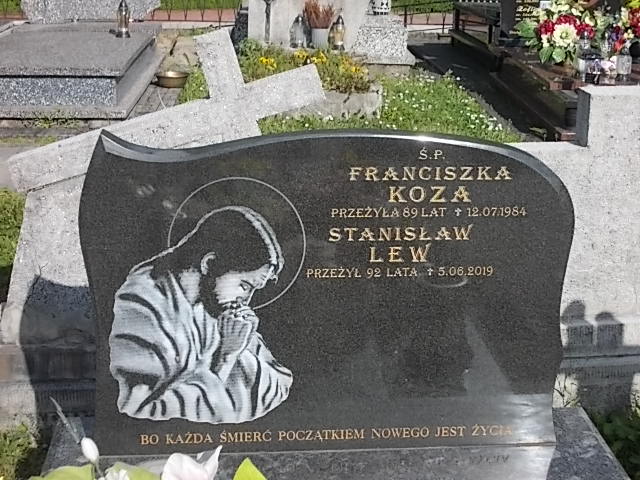 Ś.P.
FRANCISZKA
KOZA
PRZEŻYŁA 89 LAT ✝ 12.07.1984
STANISŁAW
LEW
PRZEŻYŁ 92 LATA ✝ 5.06.2019
BO KAŻDA ŚMIERĆ POCZĄTKIEM NOWEGO JEST ŻYCIA